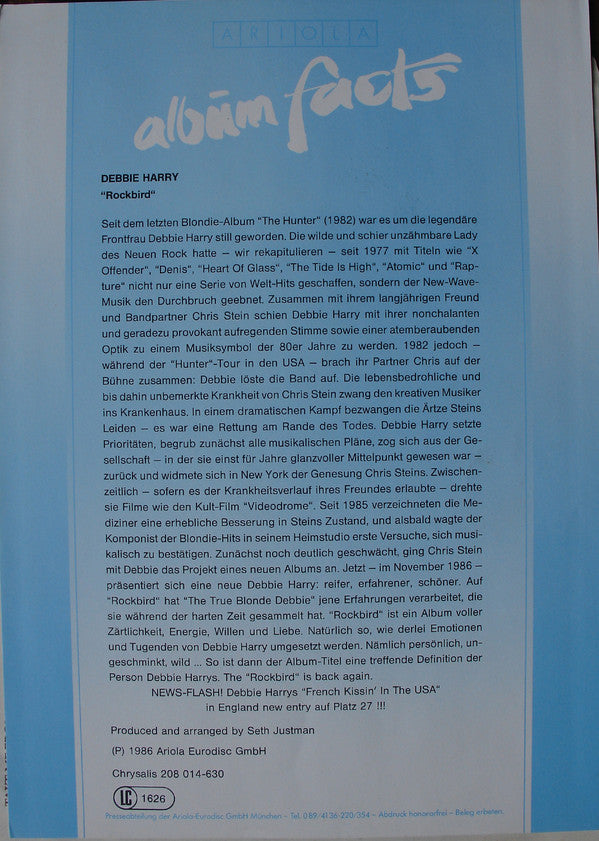 ARIOLA
album facts
DEBBIE HARRY
"Rockbird"
Seit dem letzten Blondie-Album "The Hunter" (1982) war es um die legendäre
Frontfrau Debbie Harry still geworden. Die wilde und schier unzähmbare Lady
des Neuen Rock hatte – wir rekapitulieren – seit 1977 mit Titeln wie "X
Offender", "Denis", "Heart Of Glass", "The Tide Is High", "Atomic" und "Rap-
ture" nicht nur eine Serie von Welt-Hits geschaffen, sondern der New-Wave-
Musik den Durchbruch geebnet. Zusammen mit ihrem langjährigen Freund
und Bandpartner Chris Stein schien Debbie Harry mit ihrer nonchalanten
und geradezu provokant aufregenden Stimme sowie einer atemberaubenden
Optik zu einem Musiksymbol der 80er Jahre zu werden. 1982 jedoch –
während der "Hunter"-Tour in den USA – brach ihr Partner Chris auf der
Bühne zusammen: Debbie löste die Band auf. Die lebensbedrohliche und
bis dahin unbemerkte Krankheit von Chris Stein zwang den kreativen Musiker
ins Krankenhaus. In einem dramatischen Kampf bezwangen die Ärtze Steins
Leiden – es war eine Rettung am Rande des Todes. Debbie Harry setzte
Prioritäten, begrub zunächst alle musikalischen Pläne, zog sich aus der Ge-
sellschaft – in der sie einst für Jahre glanzvoller Mittelpunkt gewesen war –
zurück und widmete sich in New York der Genesung Chris Steins. Zwischen-
zeitlich – sofern es der Krankheitsverlauf ihres Freundes erlaubte – drehte
sie Filme wie den Kult-Film "Videodrome". Seit 1985 verzeichneten die Me-
diziner eine erhebliche Besserung in Steins Zustand, und alsbald wagte der
Komponist der Blondie-Hits in seinem Heimstudio erste Versuche, sich musi-
kalisch zu bestätigen. Zunächst noch deutlich geschwächt, ging Chris Stein
mit Debbie das Projekt eines neuen Albums an. Jetzt – im November 1986 –
präsentiert sich eine neue Debbie Harry: reifer, erfahrener, schöner. Auf
"Rockbird" hat "The True Blonde Debbie" jene Erfahrungen verarbeitet, die
sie während der harten Zeit gesammelt hat. "Rockbird" ist ein Album voller
Zärtlichkeit, Energie, Willen und Liebe. Natürlich so, wie derlei Emotionen
und Tugenden von Debbie Harry umgesetzt werden. Nämlich persönlich, un-
geschminkt, wild ... So ist dann der Album-Titel eine treffende Definition der
Person Debbie Harry. The "Rockbird" is back again.
NEWS-FLASH! Debbie Harrys "French Kissin' In The USA"
in England new entry auf Platz 27 !!!
Produced and arranged by Seth Justman
(P) 1986 Ariola Eurodisc GmbH
Chrysalis 208 014-630
LC 1626
Presseabteilung der Ariola-Eurodisc GmbH München – Tel. 089/4136-220/354 – Abdruck honorarfrei – Beleg erbeten.